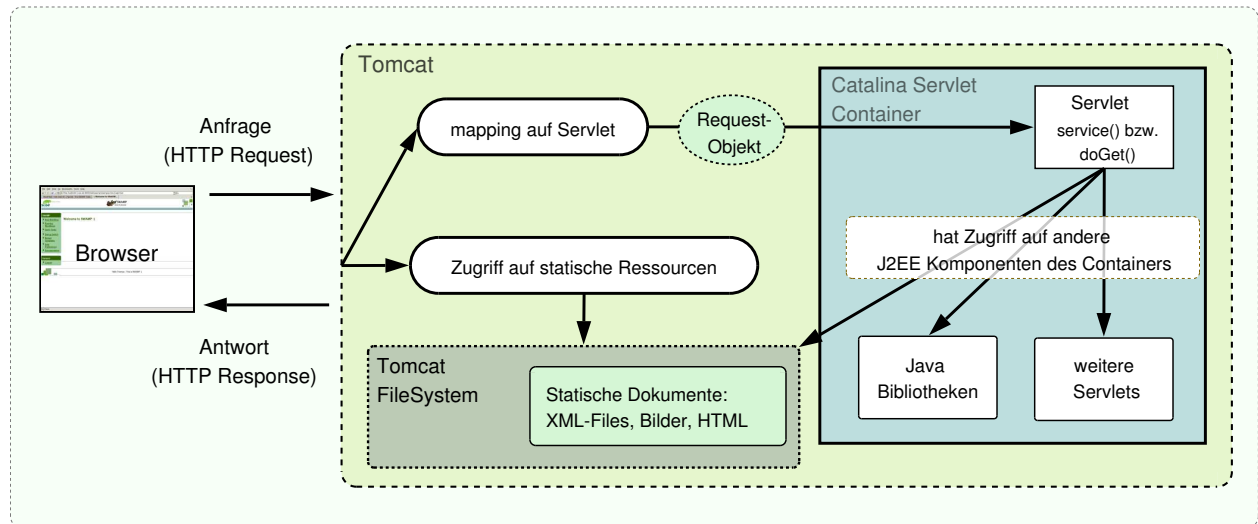 Tomcat
Catalina Servlet
Container
Servlet
service() bzw.
doGet()
mapping auf Servlet
Request-
Objekt
Anfrage
(HTTP Request)
Browser
Zugriff auf statische Ressourcen
hat Zugriff auf andere
J2EE Komponenten des Containers
Antwort
(HTTP Response)
Tomcat
FileSystem
Statische Dokumente:
XML-Files, Bilder, HTML
Java
Bibliotheken
weitere
Servlets